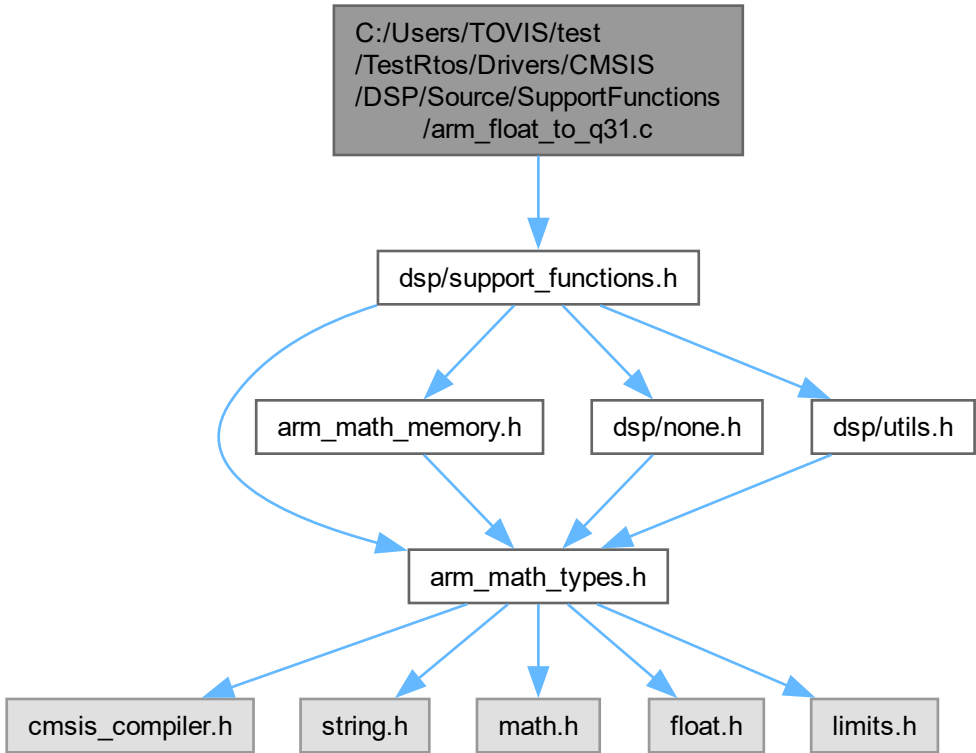 C:/Users/TOVIS/test
/TestRtos/Drivers/CMSIS
/DSP/Source/SupportFunctions
/arm_float_to_q31.c
dsp/support_functions.h
arm_math_memory.h
dsp/none.h
dsp/utils.h
arm_math_types.h
cmsis_compiler.h
string.h
math.h
float.h
limits.h